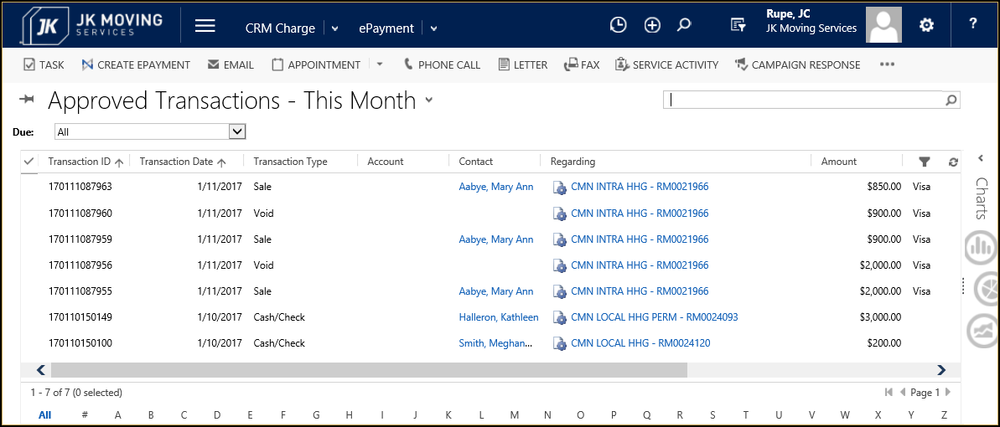 JK JK MOVING SERVICES CRM Charge ePayment Rupe, JC JK Moving Services ?
TASK CREATE EPAYMENT EMAIL APPOINTMENT PHONE CALL LETTER FAX SERVICE ACTIVITY CAMPAIGN RESPONSE •••
Approved Transactions - This Month
Due: All
Transaction ID Transaction Date Transaction Type Account Contact Regarding Amount
170111087963 1/11/2017 Sale Aabye, Mary Ann CMN INTRA HHG - RM0021966 $850.00 Visa
170111087960 1/11/2017 Void CMN INTRA HHG - RM0021966 $900.00 Visa
170111087959 1/11/2017 Sale Aabye, Mary Ann CMN INTRA HHG - RM0021966 $900.00 Visa
170111087956 1/11/2017 Void CMN INTRA HHG - RM0021966 $2,000.00 Visa
170111087955 1/11/2017 Sale Aabye, Mary Ann CMN INTRA HHG - RM0021966 $2,000.00 Visa
170110150149 1/10/2017 Cash/Check Halleron, Kathleen CMN LOCAL HHG PERM - RM0024093 $3,000.00
170110150100 1/10/2017 Cash/Check Smith, Meghan... CMN LOCAL HHG - RM0024120 $200.00
Charts
1 - 7 of 7 (0 selected) Page 1
All # A B C D E F G H I J K L M N O P Q R S T U V W X Y Z